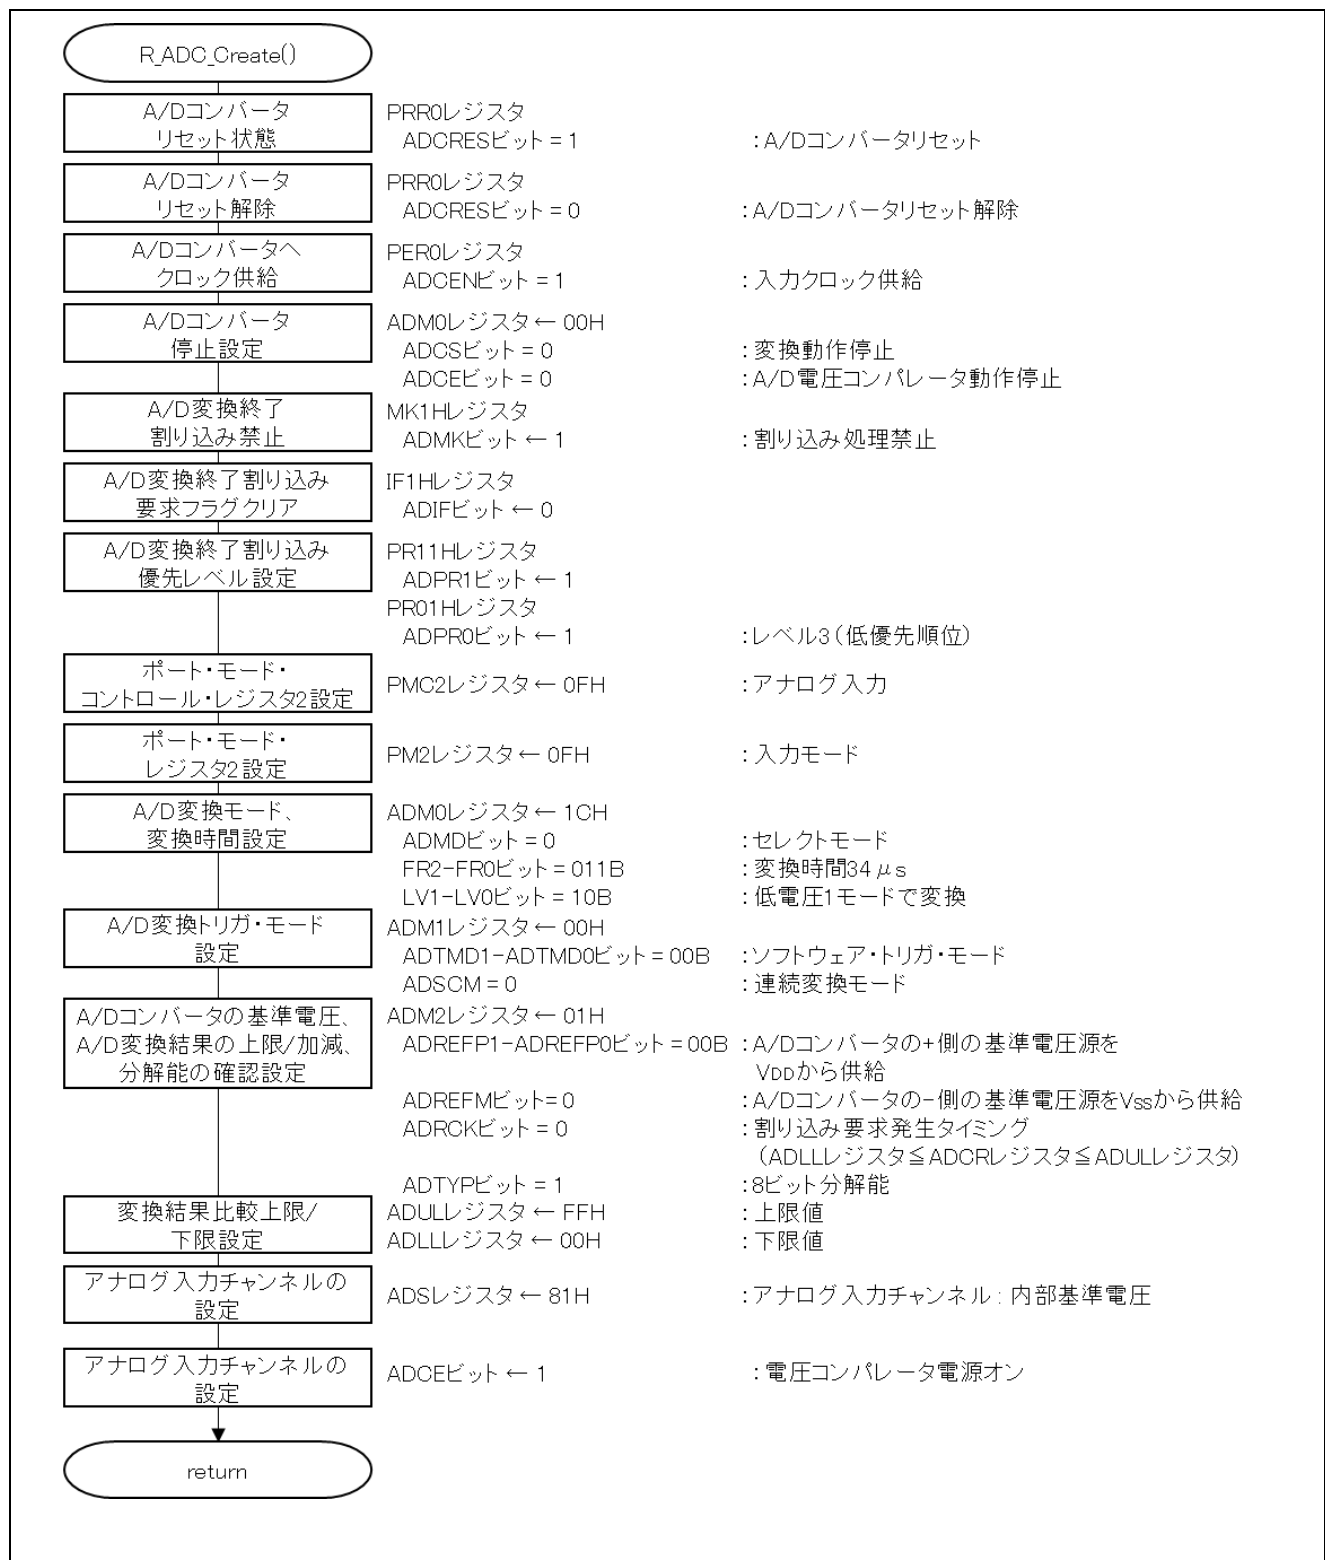 R_ADC_Create()
A/Dコンバータ
リセット状態
PRR0レジスタ
ADCRESビット = 1 :A/Dコンバータリセット
A/Dコンバータ
リセット解除
PRR0レジスタ
ADCRESビット = 0 :A/Dコンバータリセット解除
A/Dコンバータへ
クロック供給
PER0レジスタ
ADCENビット = 1 :入力クロック供給
A/Dコンバータ
停止設定
ADM0レジスタ ← 00H
ADCSビット = 0 :変換動作停止
ADCEビット = 0 :A/D電圧コンパレータ動作停止
A/D変換終了
割り込み禁止
MK1Hレジスタ
ADMKビット ← 1 :割り込み処理禁止
A/D変換終了割り込み
要求フラグクリア
IF1Hレジスタ
ADIFビット ← 0
A/D変換終了割り込み
優先レベル設定
PR11Hレジスタ
ADPR1ビット ← 1
PR01Hレジスタ
ADPR0ビット ← 1 :レベル3(低優先順位)
ポート・モード・
コントロール・レジスタ2設定
PMC2レジスタ ← 0FH :アナログ入力
ポート・モード・
レジスタ2設定
PM2レジスタ ← 0FH :入力モード
A/D変換モード、
変換時間設定
ADM0レジスタ ← 1CH
ADMDビット = 0 :セレクトモード
FR2-FR0ビット = 011B :変換時間34μs
LV1-LV0ビット = 10B :低電圧1モードで変換
A/D変換トリガ・モード
設定
ADM1レジスタ ← 00H
ADTMD1-ADTMD0ビット = 00B :ソフトウェア・トリガ・モード
ADSCM = 0 :連続変換モード
A/Dコンバータの基準電圧、
A/D変換結果の上限/加減、
分解能の確認設定
ADM2レジスタ ← 01H
ADREFP1-ADREFP0ビット = 00B :A/Dコンバータの+側の基準電圧源を
VDDから供給
ADREFMビット= 0 :A/Dコンバータの-側の基準電圧源をVssから供給
ADRCKビット = 0 :割り込み要求発生タイミング
(ADLLレジスタ≦ADCRレジスタ≦ADULレジスタ)
ADTYPビット = 1 :8ビット分解能
変換結果比較上限/
下限設定
ADULレジスタ ← FFH :上限値
ADLLレジスタ ← 00H :下限値
アナログ入力チャンネルの
設定
ADSレジスタ ← 81H :アナログ入力チャンネル: 内部基準電圧
アナログ入力チャンネルの
設定
ADCEビット ← 1 :電圧コンパレータ電源オン
return